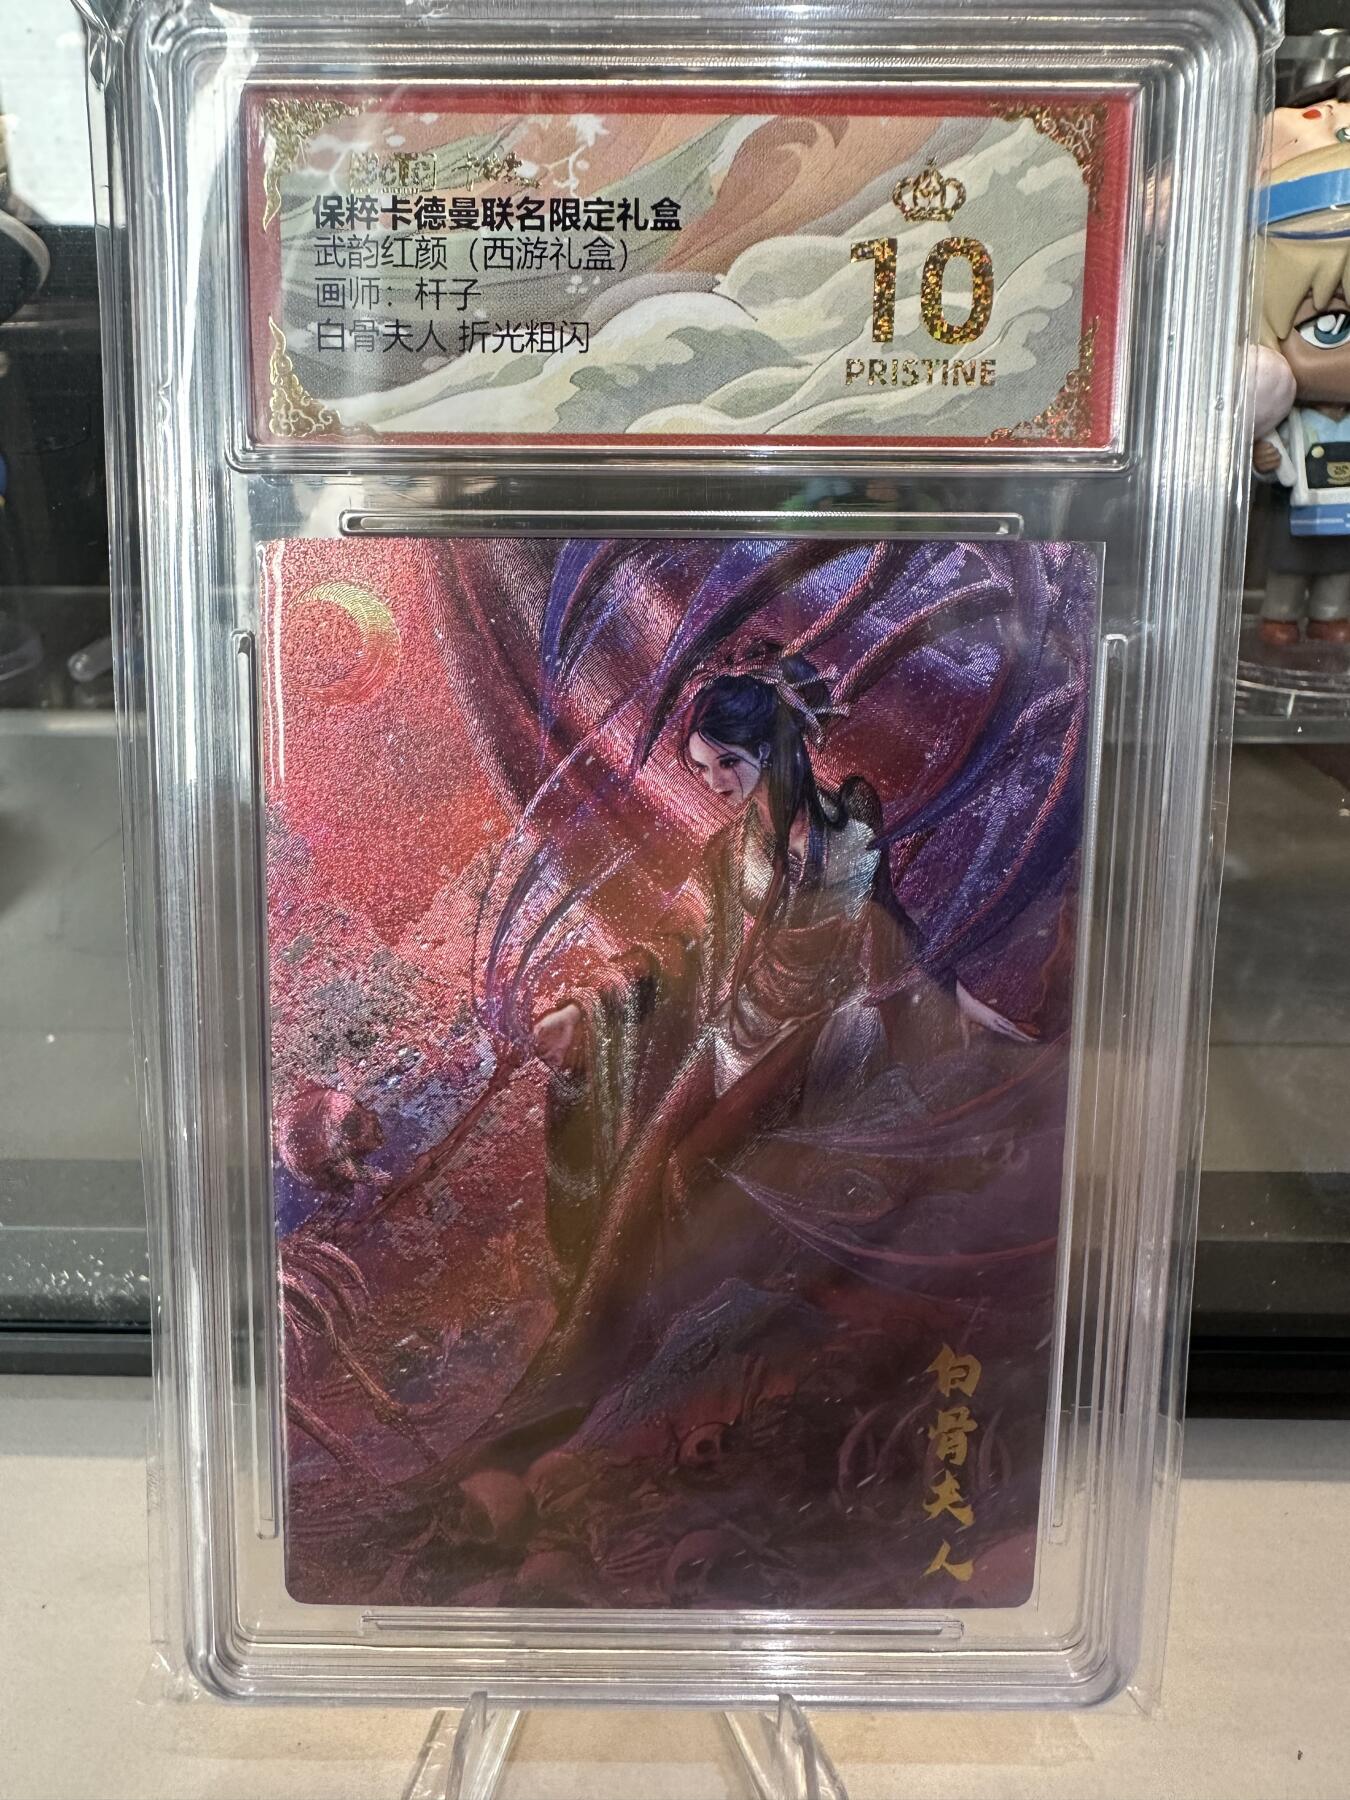 保粹卡德曼联名限定礼盒
武韵红颜（西游礼盒）
画师：杆子
白骨夫人 折光粗闪
10
PRISTINE
白骨夫人